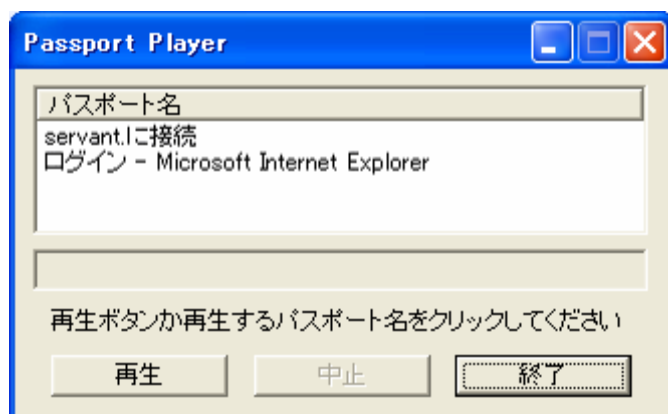 Passport Player
パスポート名
servant.lに接続
ログイン - Microsoft Internet Explorer
再生ボタンか再生するパスポート名をクリックしてください
再生 中止 終了